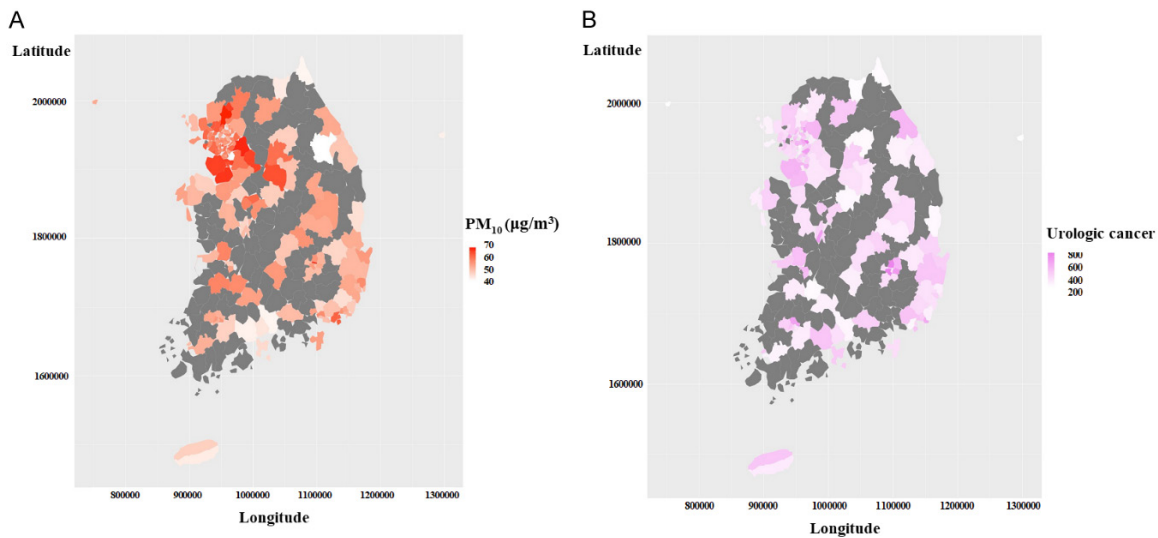 A
Latitude
2000000
1800000
1600000
PM₁₀ (μg/m³)
70
60
50
40
800000 900000 1000000 1100000 1200000 1300000
Longitude
B
Latitude
2000000
1800000
1600000
Urologic cancer
800
600
400
200
800000 900000 1000000 1100000 1200000 1300000
Longitude